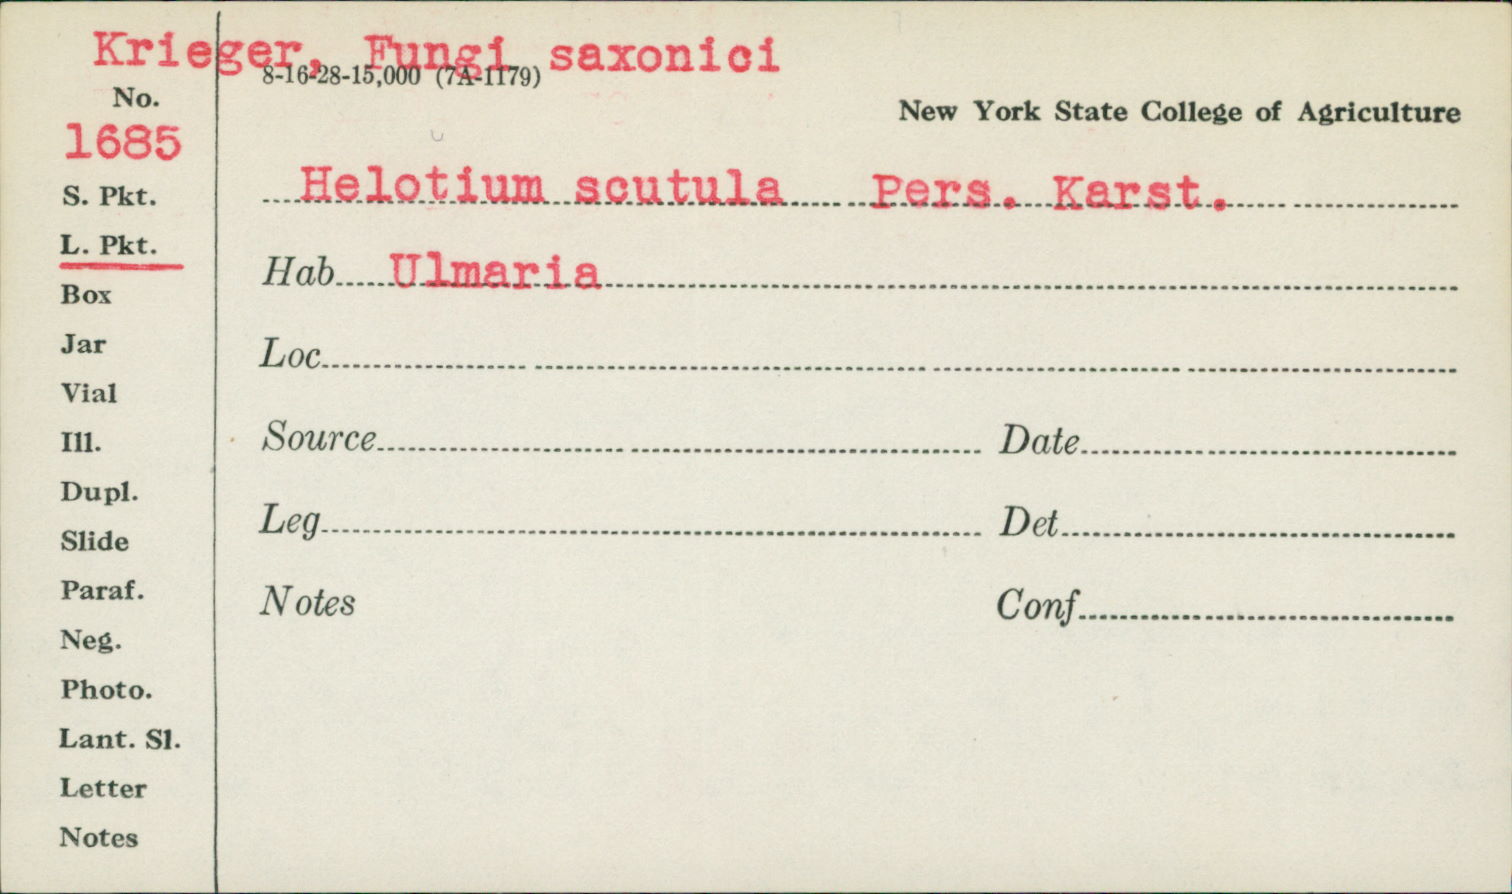 Krieger, Fungi saxonici
8-16-28-15,000 (7A-1179)
No.
New York State College of Agriculture
1685
Helotium scutula Pers. Karst.
S. Pkt.
L. Pkt.
Hab Ulmaria
Box
Jar
Loc
Vial
Ill.
Source Date
Dupl.
Slide
Leg Det
Paraf.
Notes Conf
Neg.
Photo.
Lant. Sl.
Letter
Notes